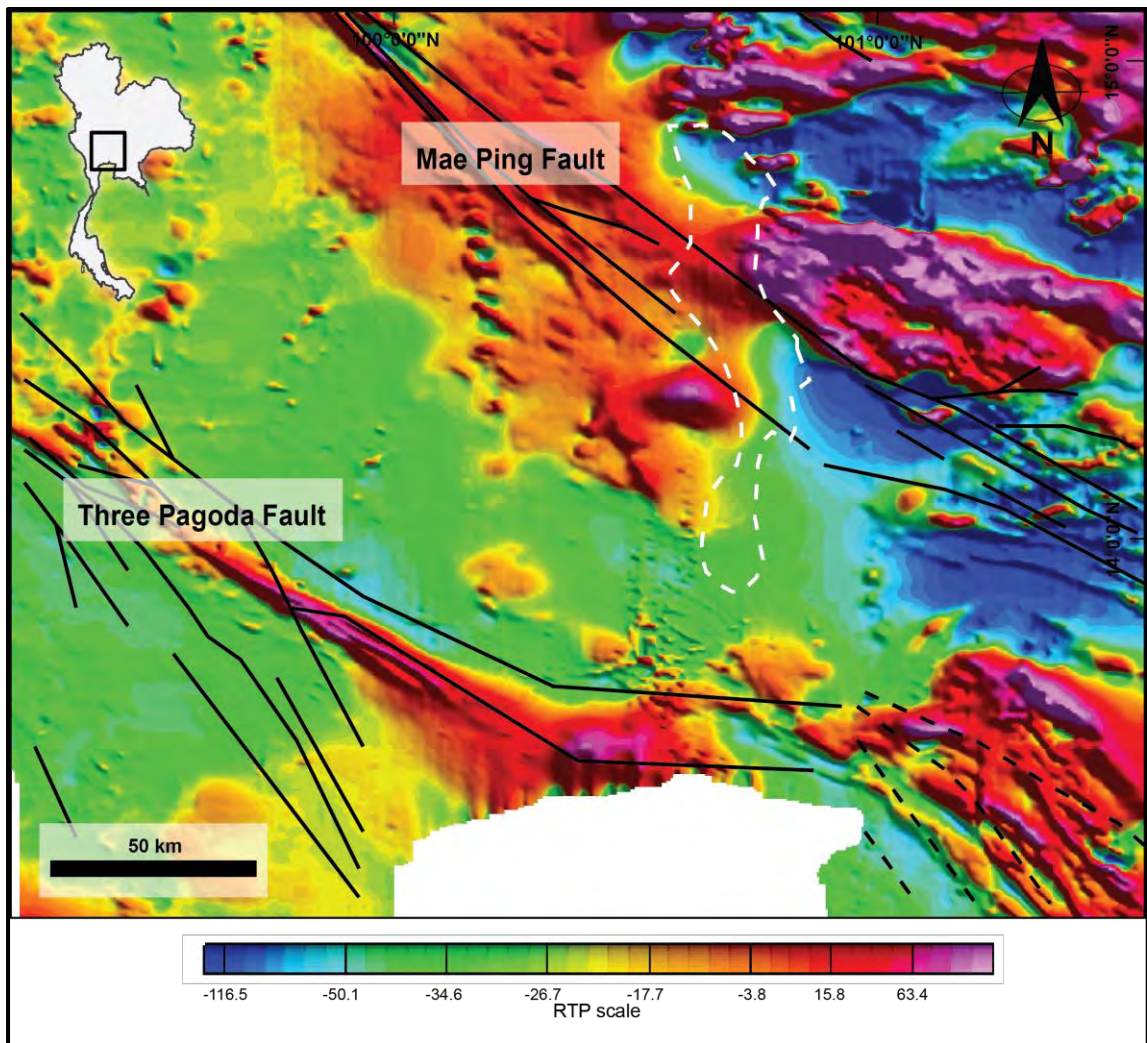 100°0'0"N
101°0'0"N
15°0'0"N
N
Mae Ping Fault
Three Pagoda Fault
14°0'0"N
50 km
-116.5 -50.1 -34.6 -26.7 -17.7 -3.8 15.8 63.4
RTP scale